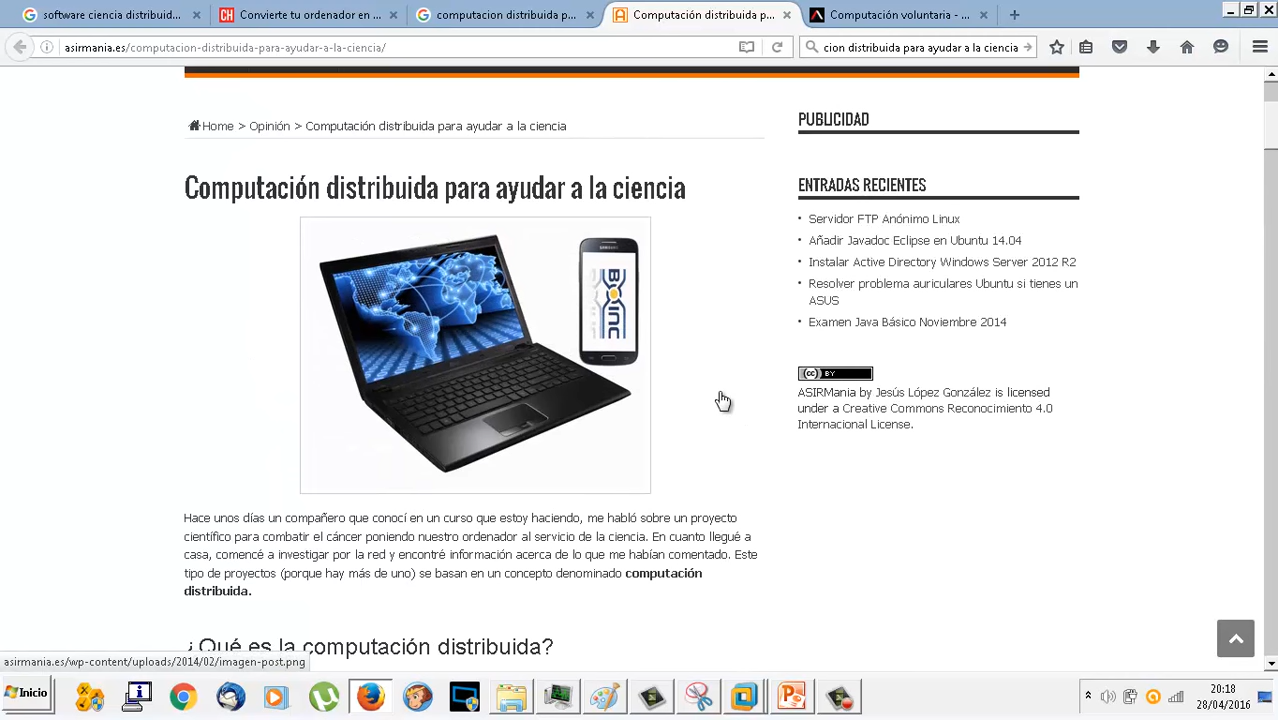 software ciencia distribuida
Convierte tu ordenador en ...
computacion distribuida p...
Computación distribuida p...
Computación voluntaria - ...
asirmania.es/computacion-distribuida-para-ayudar-a-la-ciencia/
cion distribuida para ayudar a la ciencia
Home > Opinión > Computación distribuida para ayudar a la ciencia
PUBLICIDAD
Computación distribuida para ayudar a la ciencia
ENTRADAS RECIENTES
• Servidor FTP Anónimo Linux
• Añadir Javadoc Eclipse en Ubuntu 14.04
• Instalar Active Directory Windows Server 2012 R2
• Resolver problema auriculares Ubuntu si tienes un
ASUS
• Examen Java Básico Noviembre 2014
SAMSUNG
BOINC
(cc) BY
ASIRMania by Jesús López González is licensed
under a Creative Commons Reconocimiento 4.0
Internacional License.
Hace unos días un compañero que conocí en un curso que estoy haciendo, me habló sobre un proyecto
científico para combatir el cáncer poniendo nuestro ordenador al servicio de la ciencia. En cuanto llegué a
casa, comencé a investigar por la red y encontré información acerca de lo que me habían comentado. Este
tipo de proyectos (porque hay más de uno) se basan en un concepto denominado computación
distribuida.
¿Qué es la computación distribuida?
asirmania.es/wp-content/uploads/2014/02/imagen-post.png
Inicio
20:18
28/04/2016